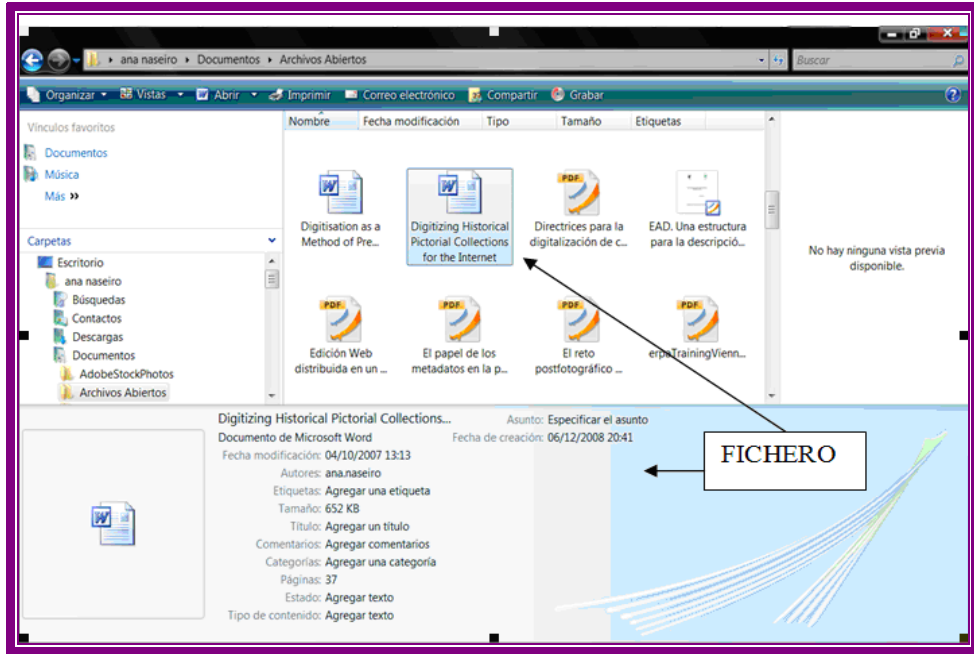 ana naseiro ▸ Documentos ▸ Archivos Abiertos
Buscar
Organizar Vistas Abrir Imprimir Correo electrónico Compartir Grabar
Vínculos favoritos
Documentos
Música
Más »
Carpetas
Escritorio
ana naseiro
Búsquedas
Contactos
Descargas
Documentos
AdobeStockPhotos
Archivos Abiertos
Nombre Fecha modificación Tipo Tamaño Etiquetas
Digitisation as a
Method of Pre...
Digitizing Historical
Pictorial Collections
for the Internet
PDF
Directrices para la
digitalización de c...
EAD. Una estructura
para la descripció...
PDF
Edición Web
distribuida en un ...
PDF
El papel de los
metadatos en la p...
PDF
El reto
postfotográfico ...
PDF
erpaTrainingVienn...
No hay ninguna vista previa
disponible.
Digitizing Historical Pictorial Collections...
Documento de Microsoft Word
Fecha modificación: 04/10/2007 13:13
Autores: ana.naseiro
Etiquetas: Agregar una etiqueta
Tamaño: 652 KB
Título: Agregar un título
Comentarios: Agregar comentarios
Categorías: Agregar una categoría
Páginas: 37
Estado: Agregar texto
Tipo de contenido: Agregar texto
Asunto: Especificar el asunto
Fecha de creación: 06/12/2008 20:41
FICHERO